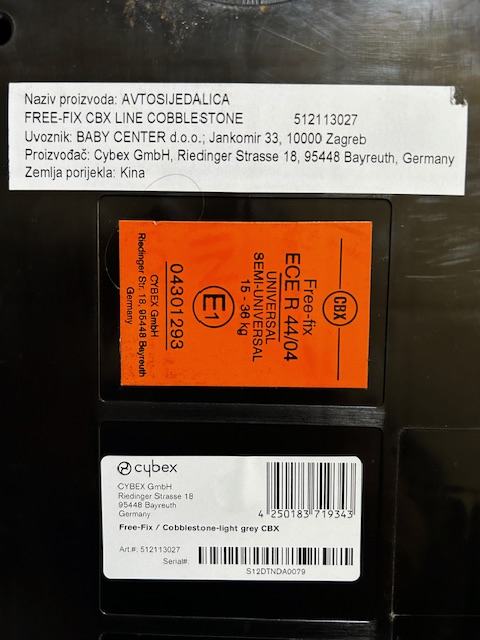 Naziv proizvoda: AVTOSIJEDALICA
FREE-FIX CBX LINE COBBLESTONE 512113027
Uvoznik: BABY CENTER d.o.o.; Jankomir 33, 10000 Zagreb
Proizvođač: Cybex GmbH, Riedinger Strasse 18, 95448 Bayreuth, Germany
Zemlja porijekla: Kina
CBX
Free-fix
ECE R 44/04
UNIVERSAL
SEMI-UNIVERSAL
15 - 36 kg
E1
04301293
CYBEX GmbH
Riedinger Str. 18, 95448 Bayreuth
Germany
cybex
CYBEX GmbH
Riedinger Strasse 18
95448 Bayreuth
Germany
4 250183 719343
Free-Fix / Cobblestone-light grey CBX
Art.#: 512113027
Serial#:
S12DTNDA0079